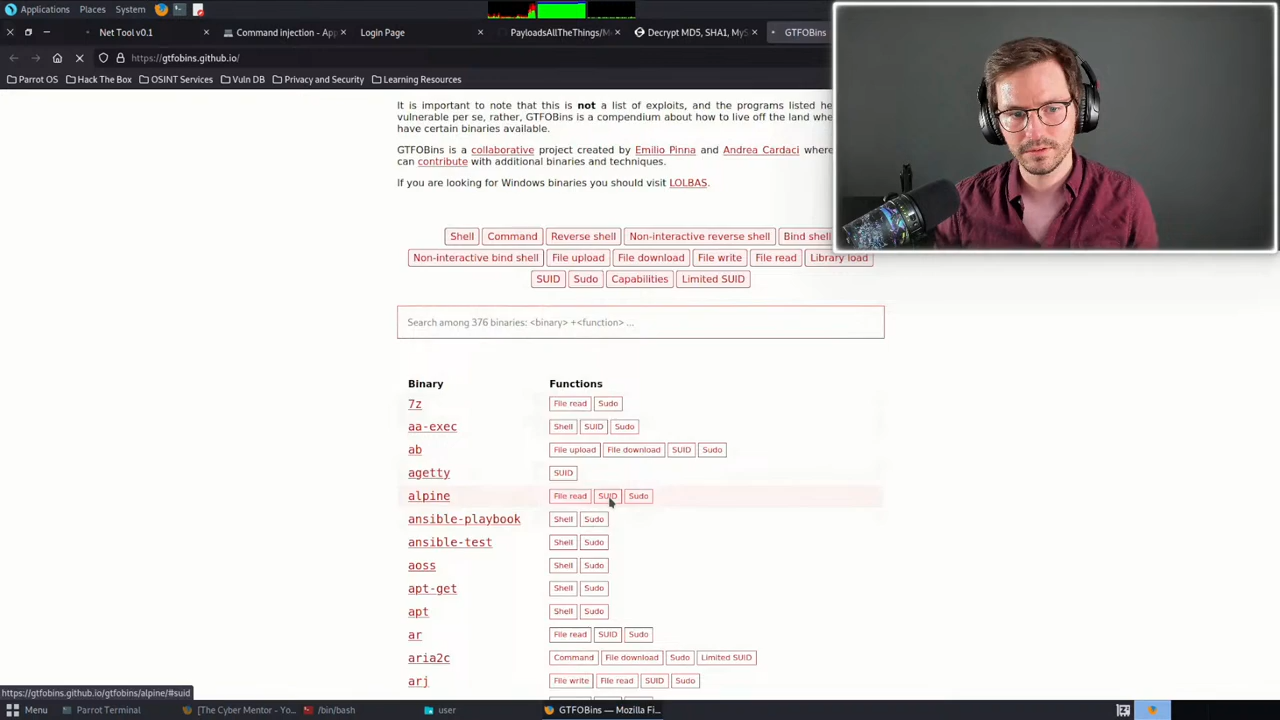 Applications Places System
Net Tool v0.1 × Command injection - Ap × Login Page × PayloadsAllTheThings/M × Decrypt MD5, SHA1, MyS × GTFOBins
https://gtfobins.github.io/
Parrot OS Hack The Box OSINT Services Vuln DB Privacy and Security Learning Resources
It is important to note that this is not a list of exploits, and the programs listed he
vulnerable per se, rather, GTFOBins is a compendium about how to live off the land whe
have certain binaries available.
GTFOBins is a collaborative project created by Emilio Pinna and Andrea Cardaci where
can contribute with additional binaries and techniques.
If you are looking for Windows binaries you should visit LOLBAS.
Shell Command Reverse shell Non-interactive reverse shell Bind shell
Non-interactive bind shell File upload File download File write File read Library load
SUID Sudo Capabilities Limited SUID
Search among 376 binaries: <binary> +<function> ...
Binary Functions
7z File read Sudo
aa-exec Shell SUID Sudo
ab File upload File download SUID Sudo
agetty SUID
alpine File read SUID Sudo
ansible-playbook Shell Sudo
ansible-test Shell Sudo
aoss Shell Sudo
apt-get Shell Sudo
apt Shell Sudo
ar File read SUID Sudo
aria2c Command File download Sudo Limited SUID
arj File write File read SUID Sudo
https://gtfobins.github.io/gtfobins/alpine/#suid
Menu Parrot Terminal [The Cyber Mentor - Yo... /bin/bash user GTFOBins — Mozilla Fi...